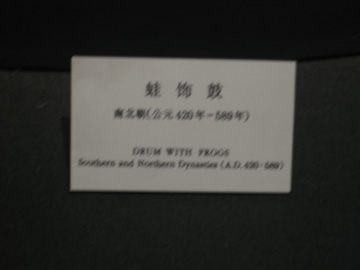 蛙饰鼓
南北朝(公元420年-589年)
DRUM WITH FROGS
Southern and Northern Dynasties (A.D. 420-589)